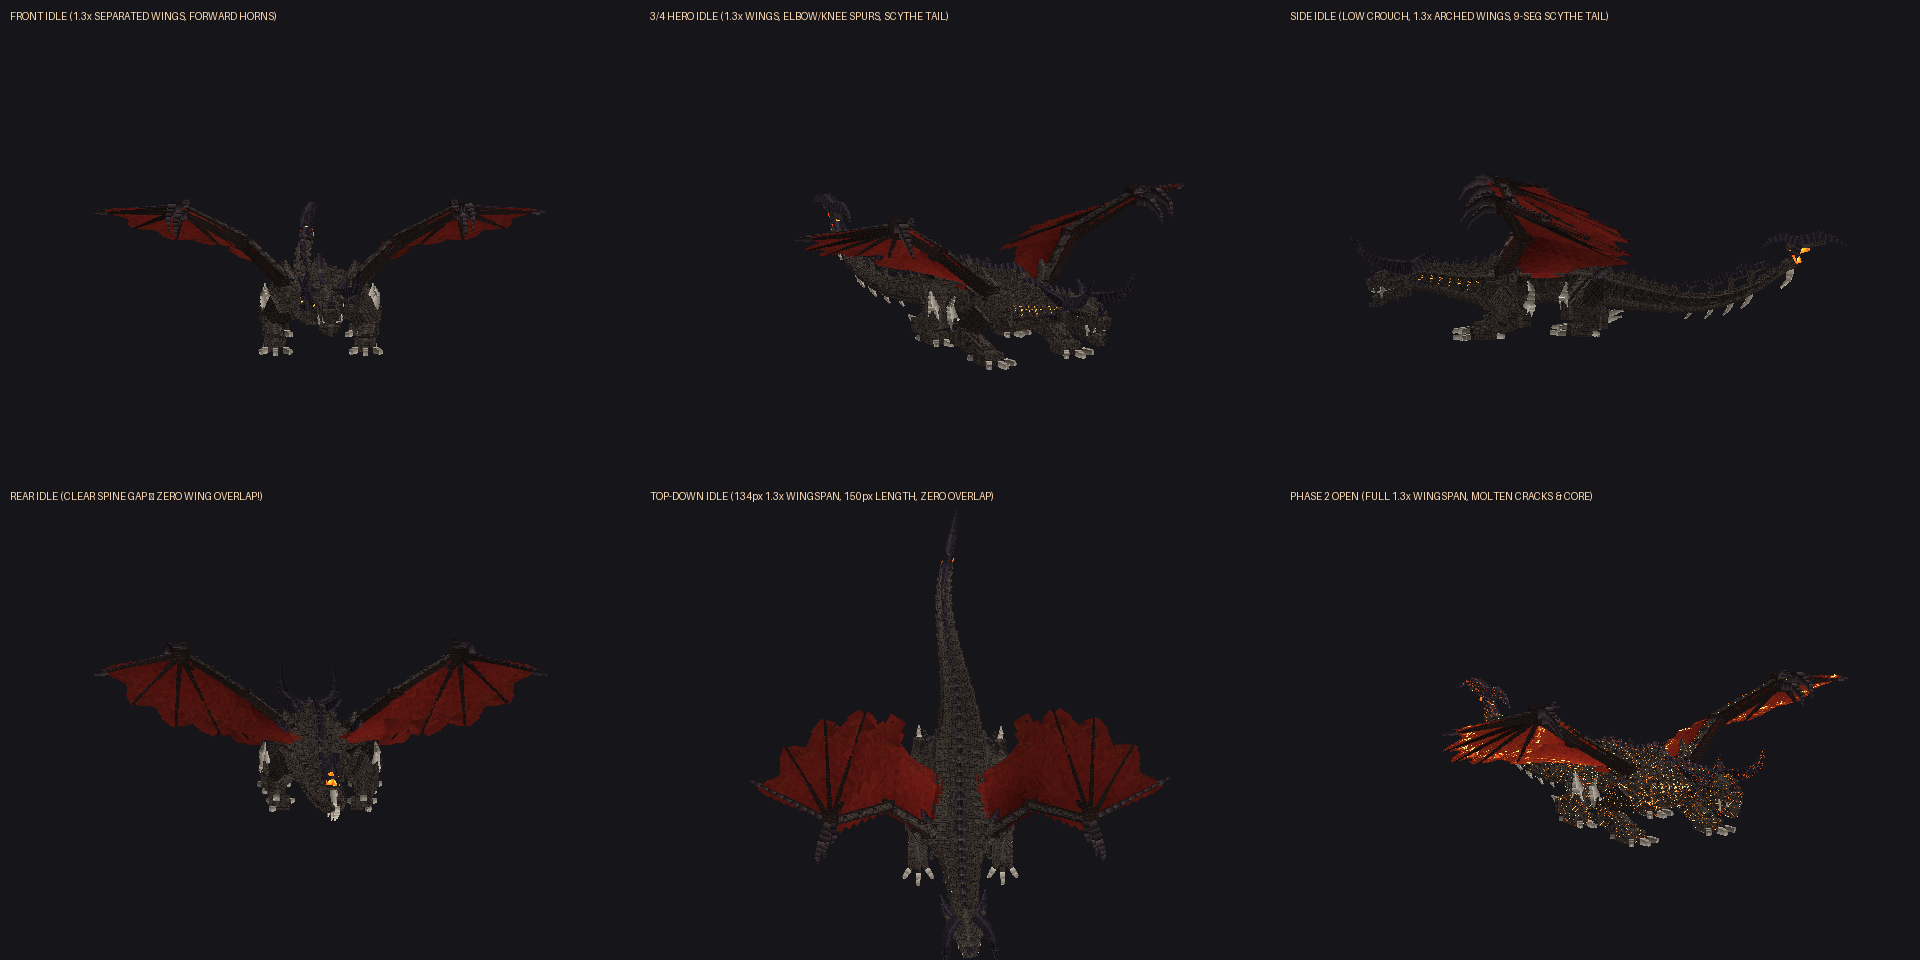 FRONT IDLE (1.3x SEPARATED WINGS, FORWARD HORNS)
3/4 HERO IDLE (1.3x WINGS, ELBOW/KNEE SPURS, SCYTHE TAIL)
SIDE IDLE (LOW CROUCH, 1.3x ARCHED WINGS, 9-SEG SCYTHE TAIL)
REAR IDLE (CLEAR SPINE GAP ZERO WING OVERLAP!)
TOP-DOWN IDLE (134px 1.3x WINGSPAN, 150px LENGTH, ZERO OVERLAP)
PHASE 2 OPEN (FULL 1.3x WINGSPAN, MOLTEN CRACKS & CORE)